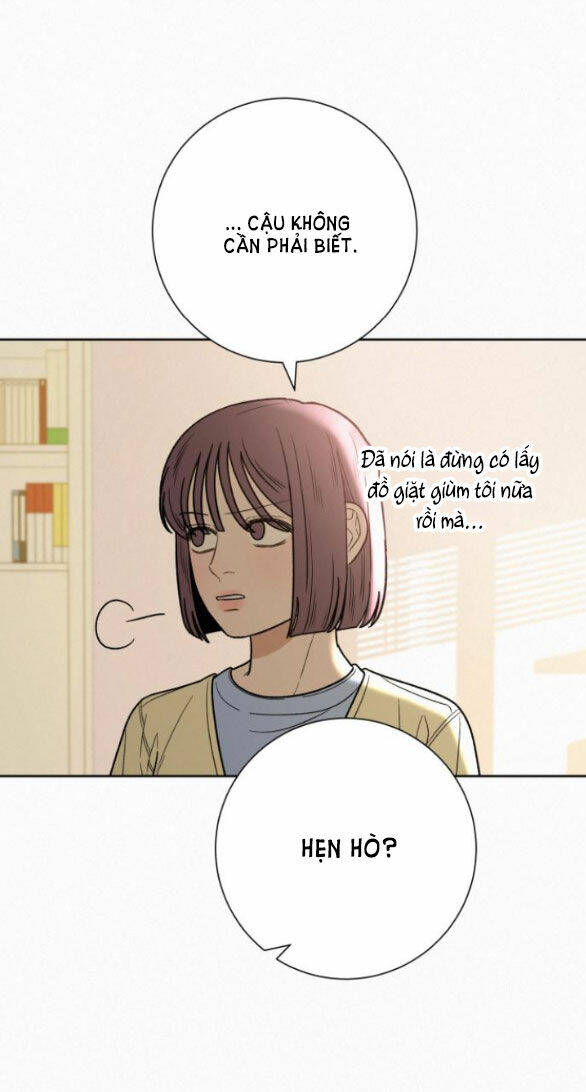 ... CẬU KHÔNG
CẦN PHẢI BIẾT.
Đã nói là đừng có lấy
đồ giặt giùm tôi nữa
rồi mà...
HẸN HÒ?